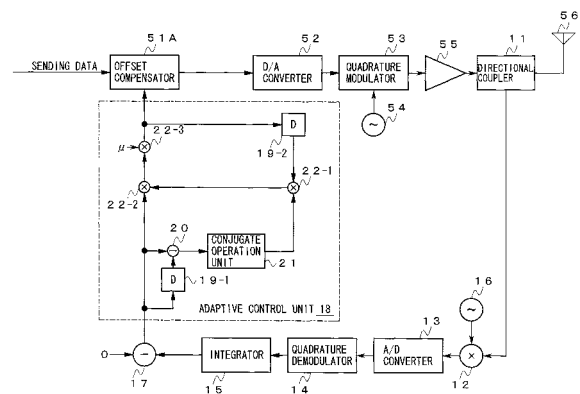 51A
52
53
55
11
56
SENDING DATA
OFFSET COMPENSATOR
D/A CONVERTER
QUADRATURE MODULATOR
DIRECTIONAL COUPLER
54
22-3
μ
D
19-2
22-1
22-2
20
CONJUGATE OPERATION UNIT
21
D
19-1
ADAPTIVE CONTROL UNIT 18
16
13
0
17
INTEGRATOR
15
QUADRATURE DEMODULATOR
14
A/D CONVERTER
12